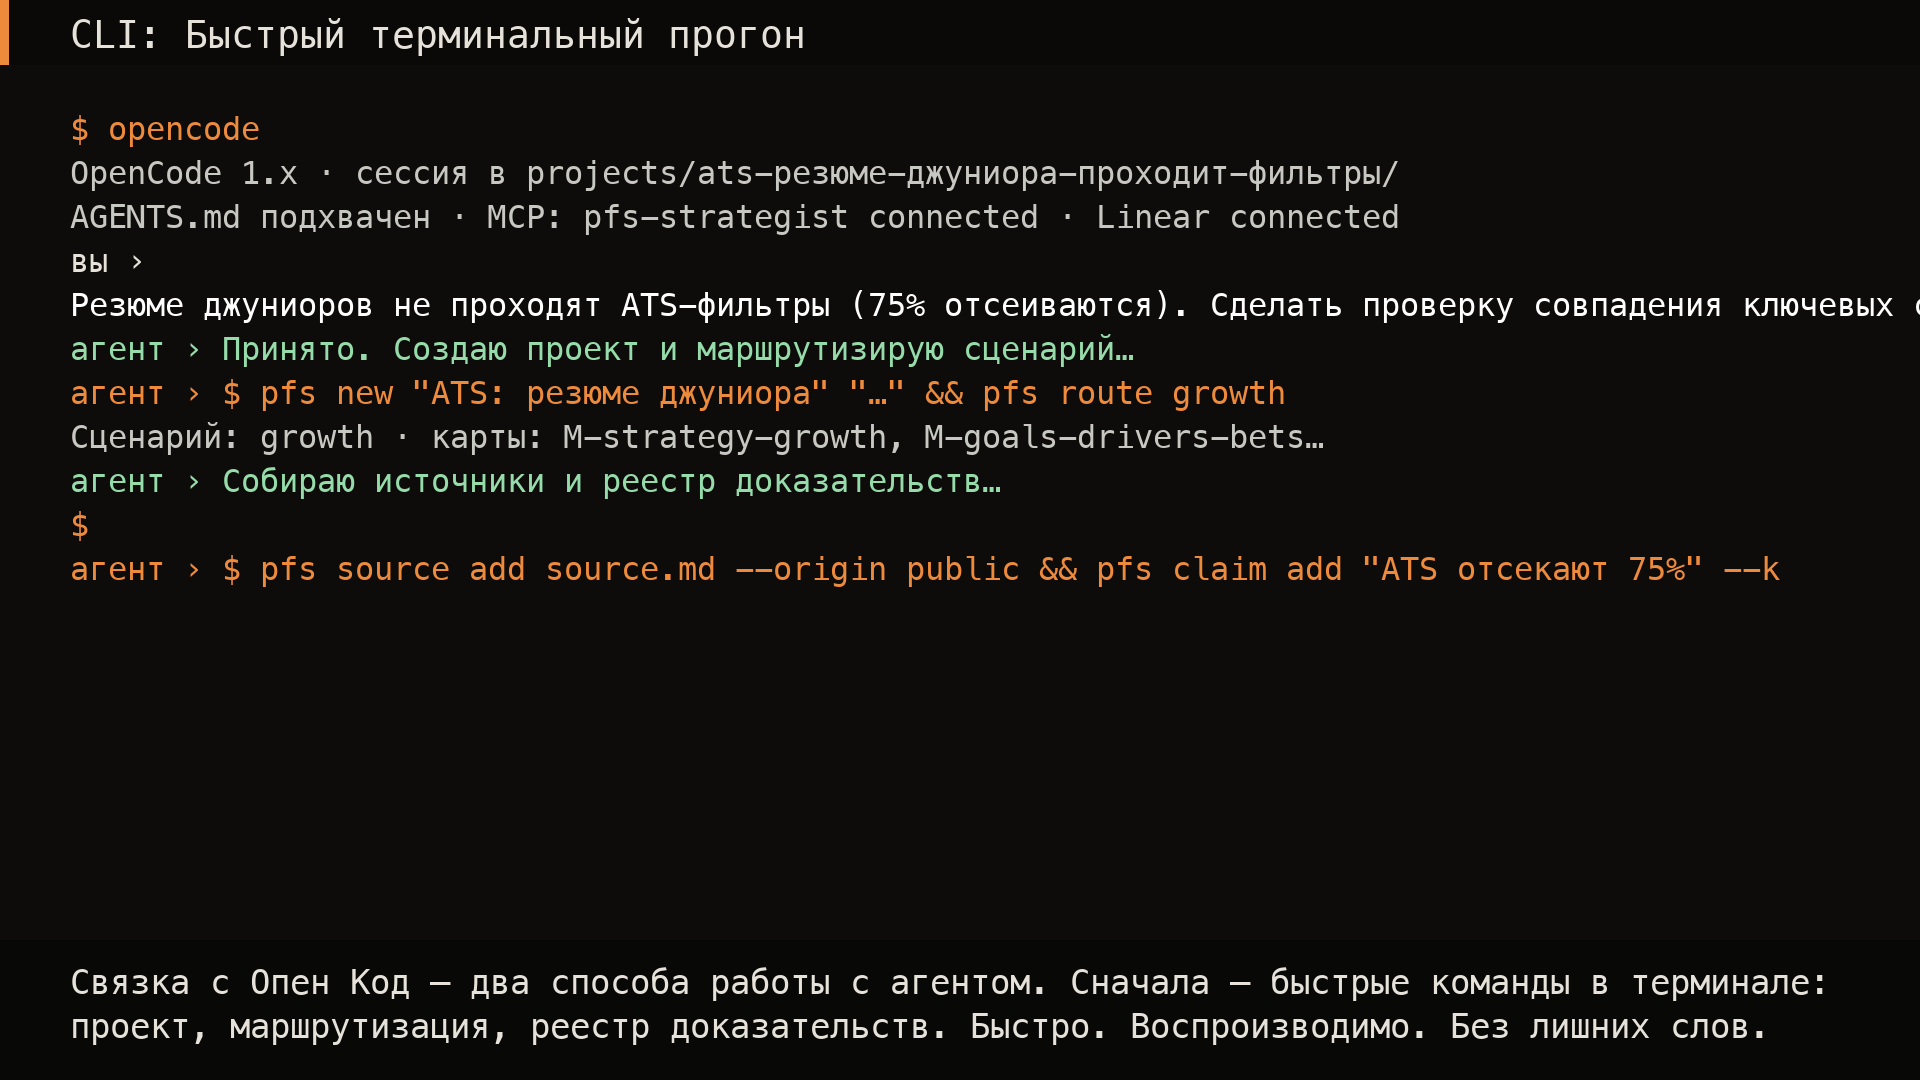 CLI: Быстрый терминальный прогон
$ opencode
OpenCode 1.x · сессия в projects/ats-резюме-джуниора-проходит-фильтры/
AGENTS.md подхвачен · MCP: pfs-strategist connected · Linear connected
вы ›
Резюме джуниоров не проходят ATS-фильтры (75% отсеиваются). Сделать проверку совпадения ключевых
агент › Принято. Создаю проект и маршрутизирую сценарий…
агент › $ pfs new "ATS: резюме джуниора" "…" && pfs route growth
Сценарий: growth · карты: M-strategy-growth, M-goals-drivers-bets…
агент › Собираю источники и реестр доказательств…
$
агент › $ pfs source add source.md --origin public && pfs claim add "ATS отсекают 75%" --k
Связка с Опен Код — два способа работы с агентом. Сначала — быстрые команды в терминале:
проект, маршрутизация, реестр доказательств. Быстро. Воспроизводимо. Без лишних слов.